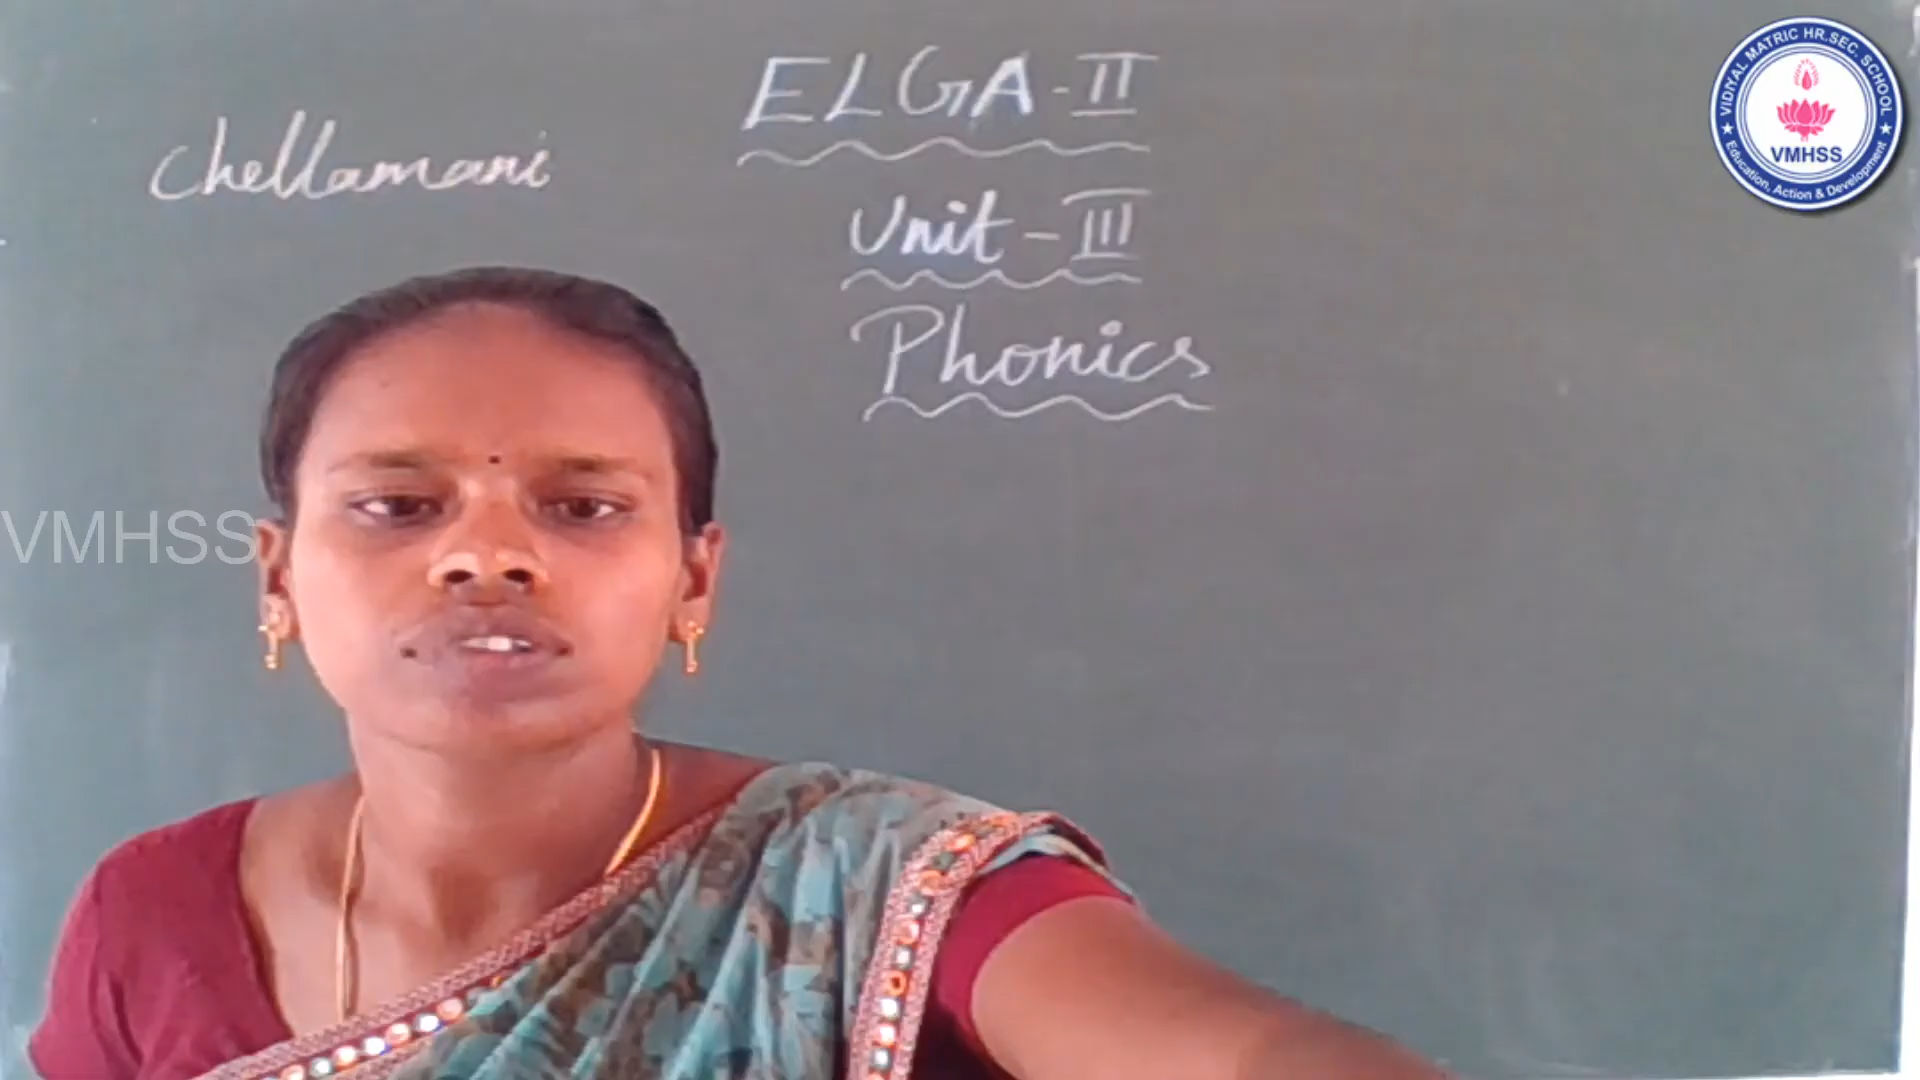 ELGA-II
Chellamani
Unit-III
Phonics
VMHSS
VIDIYAL MATRIC HR.SEC. SCHOOL
VMHSS
Education, Action & Development